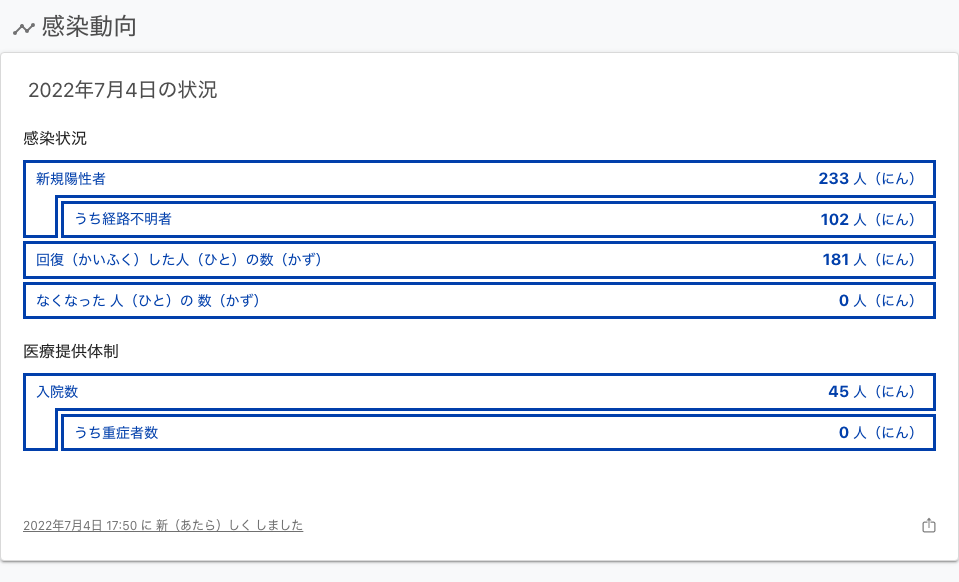 感染動向
2022年7月4日の状況
感染状況
新規陽性者 233 人（にん）
うち経路不明者 102 人（にん）
回復（かいふく）した人（ひと）の数（かず） 181 人（にん）
なくなった 人（ひと）の 数（かず） 0 人（にん）
医療提供体制
入院数 45 人（にん）
うち重症者数 0 人（にん）
2022年7月4日 17:50 に 新（あたら）しく しました